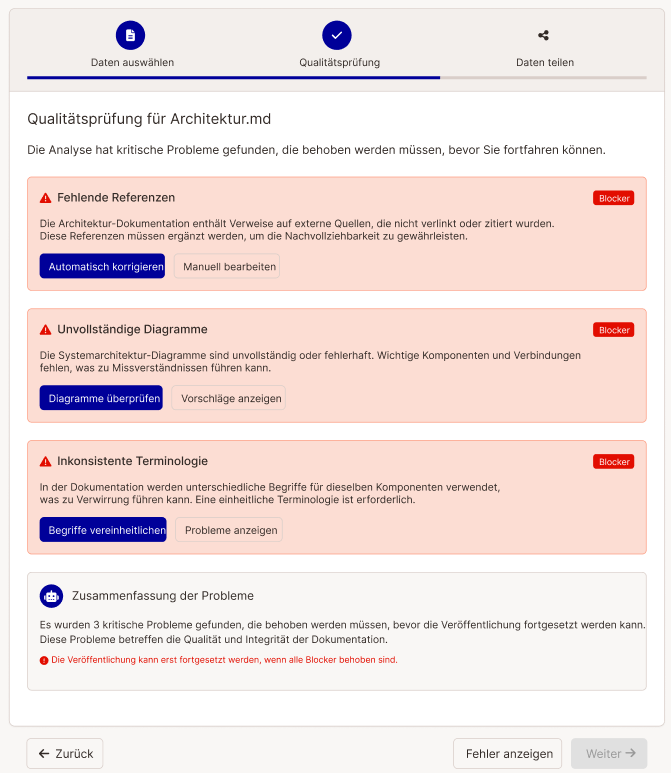 Daten auswählen
Qualitätsprüfung
Daten teilen
Qualitätsprüfung für Architektur.md
Die Analyse hat kritische Probleme gefunden, die behoben werden müssen, bevor Sie fortfahren können.
Fehlende Referenzen
Blocker
Die Architektur-Dokumentation enthält Verweise auf externe Quellen, die nicht verlinkt oder zitiert wurden.
Diese Referenzen müssen ergänzt werden, um die Nachvollziehbarkeit zu gewährleisten.
Automatisch korrigieren
Manuell bearbeiten
Unvollständige Diagramme
Blocker
Die Systemarchitektur-Diagramme sind unvollständig oder fehlerhaft. Wichtige Komponenten und Verbindungen
fehlen, was zu Missverständnissen führen kann.
Diagramme überprüfen
Vorschläge anzeigen
Inkonsistente Terminologie
Blocker
In der Dokumentation werden unterschiedliche Begriffe für dieselben Komponenten verwendet,
was zu Verwirrung führen kann. Eine einheitliche Terminologie ist erforderlich.
Begriffe vereinheitlichen
Probleme anzeigen
Zusammenfassung der Probleme
Es wurden 3 kritische Probleme gefunden, die behoben werden müssen, bevor die Veröffentlichung fortgesetzt werden kann.
Diese Probleme betreffen die Qualität und Integrität der Dokumentation.
Die Veröffentlichung kann erst fortgesetzt werden, wenn alle Blocker behoben sind.
Zurück
Fehler anzeigen
Weiter